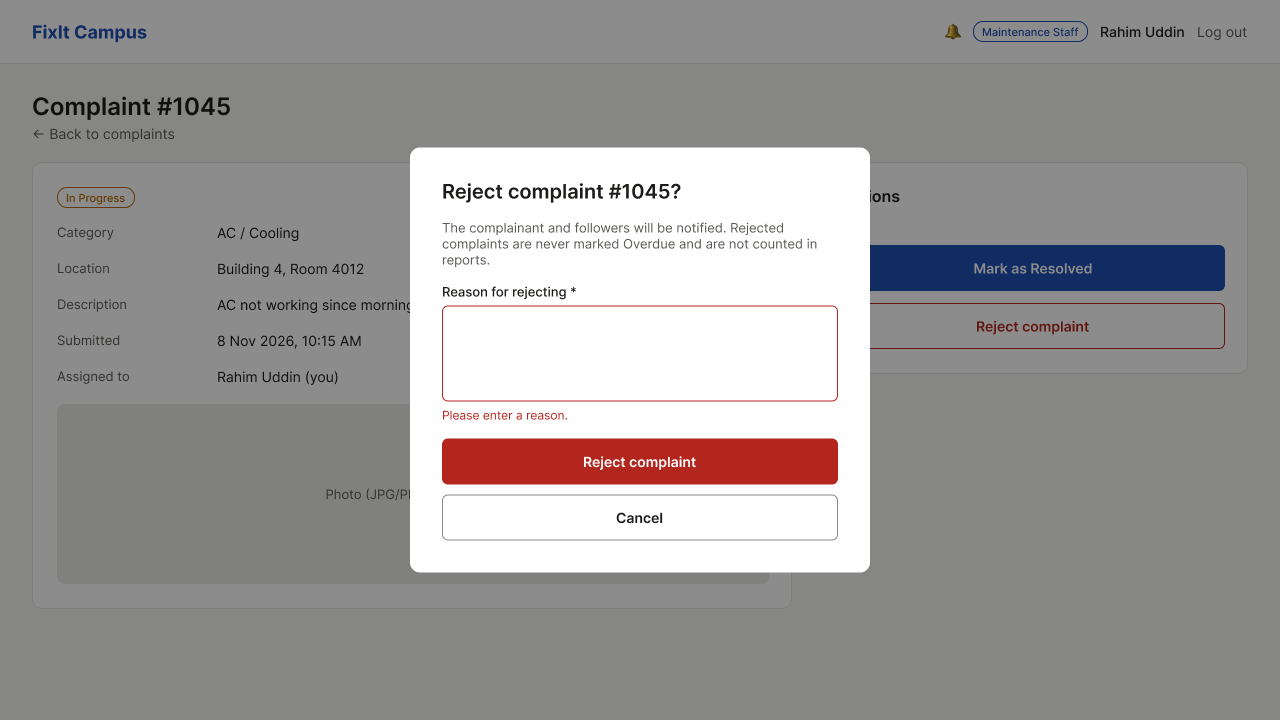 FixIt Campus
Maintenance Staff
Rahim Uddin
Log out
Complaint #1045
← Back to complaints
In Progress
Category
AC / Cooling
Location
Building 4, Room 4012
Description
AC not working since morning
Submitted
8 Nov 2026, 10:15 AM
Assigned to
Rahim Uddin (you)
Photo
Mark as Resolved
Reject complaint
Reject complaint #1045?
The complainant and followers will be notified. Rejected
complaints are never marked Overdue and are not counted in
reports.
Reason for rejecting *
Please enter a reason.
Reject complaint
Cancel